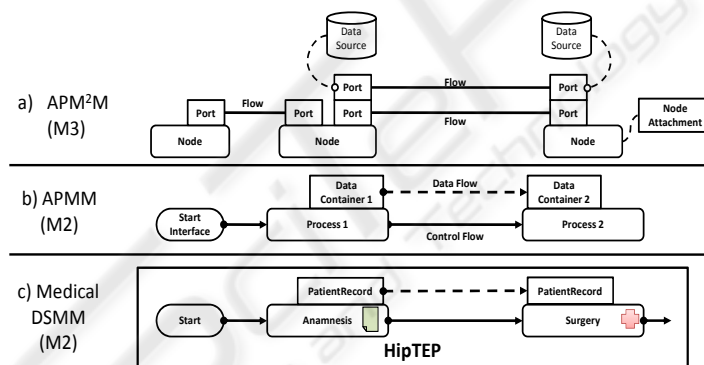 Data
Source
Data
Source
a) APM²M
(M3)
Port
Flow
Port
Port
Flow
Port
Port
Flow
Port
Node
Node
Node
Node
Attachment
b) APMM
(M2)
Start
Interface
Data
Container 1
Data Flow
Data
Container 2
Process 1
Control Flow
Process 2
c) Medical
DSMM
(M2)
PatientRecord
PatientRecord
Start
Anamnesis
Surgery
HipTEP